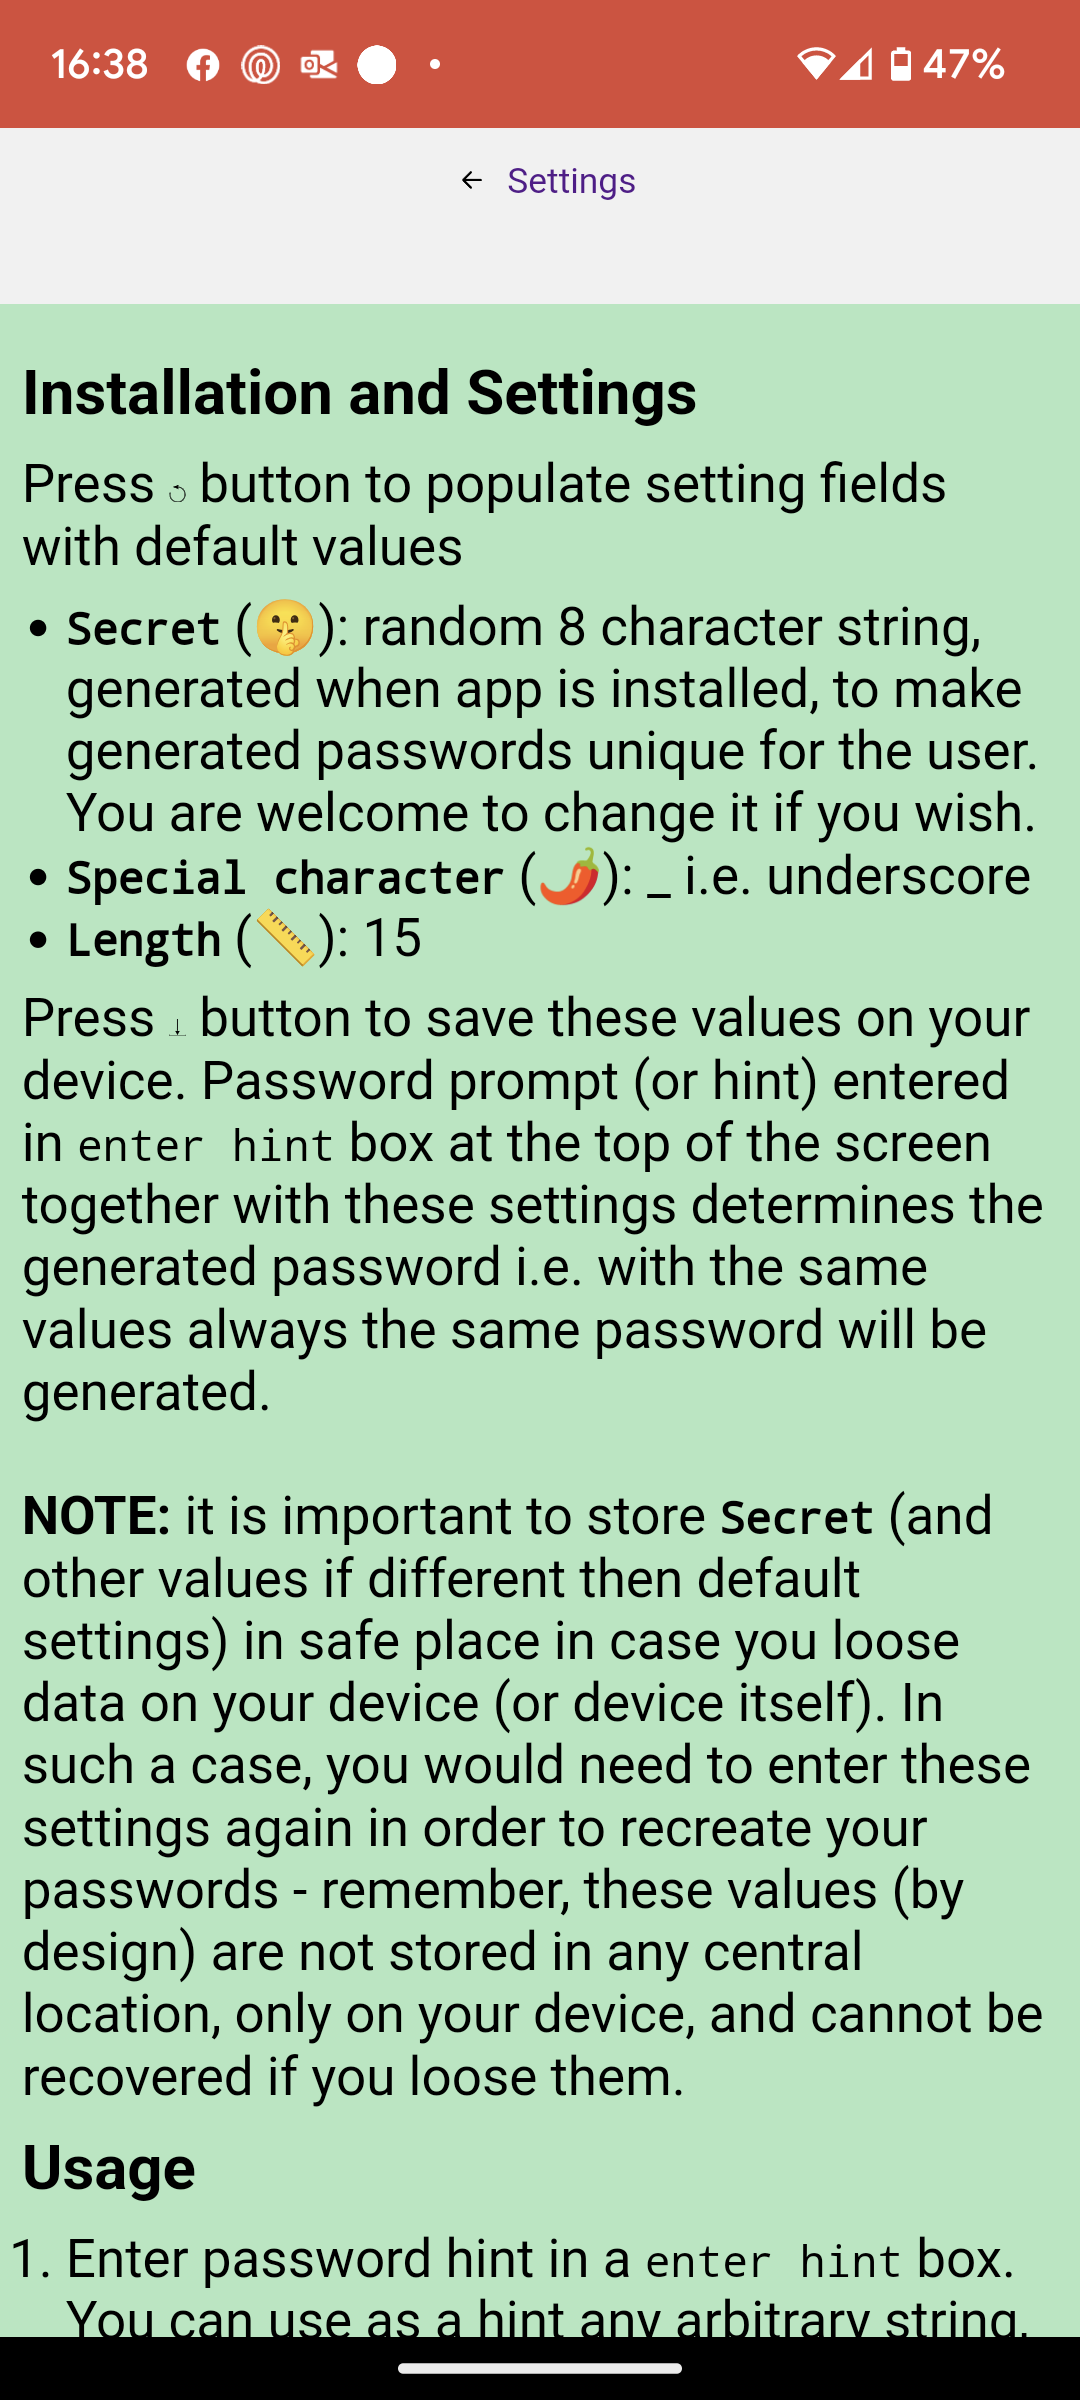 16:38
47%
← Settings
Installation and Settings
Press ↺ button to populate setting fields
with default values
• Secret (🤫): random 8 character string,
generated when app is installed, to make
generated passwords unique for the user.
You are welcome to change it if you wish.
• Special character (🌶️): _ i.e. underscore
• Length (📏): 15
Press ⤓ button to save these values on your
device. Password prompt (or hint) entered
in enter hint box at the top of the screen
together with these settings determines the
generated password i.e. with the same
values always the same password will be
generated.
NOTE: it is important to store Secret (and
other values if different then default
settings) in safe place in case you loose
data on your device (or device itself). In
such a case, you would need to enter these
settings again in order to recreate your
passwords - remember, these values (by
design) are not stored in any central
location, only on your device, and cannot be
recovered if you loose them.
Usage
1. Enter password hint in a enter hint box.
You can use as a hint any arbitrary string,